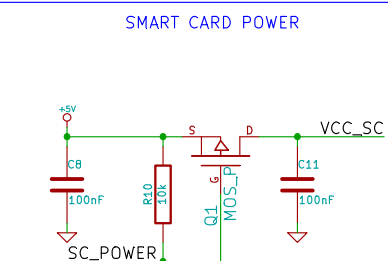 SMART CARD POWER
+5V
S D
VCC_SC
C8
100nF
R10
10k
G
Q1
MOS_P
C11
100nF
SC_POWER